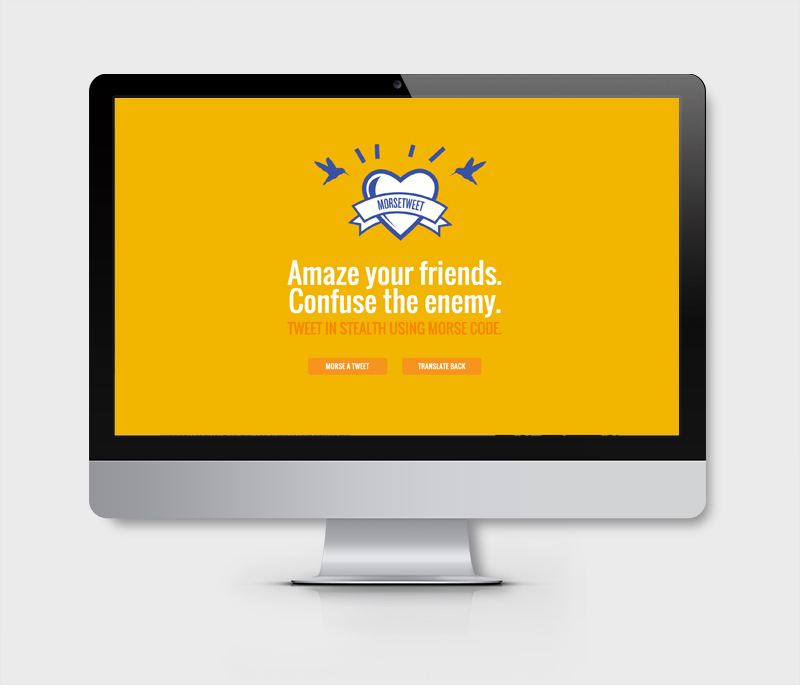 MORSETWEET
Amaze your friends.
Confuse the enemy.
TWEET IN STEALTH USING MORSE CODE.
MORSE A TWEET
TRANSLATE BACK